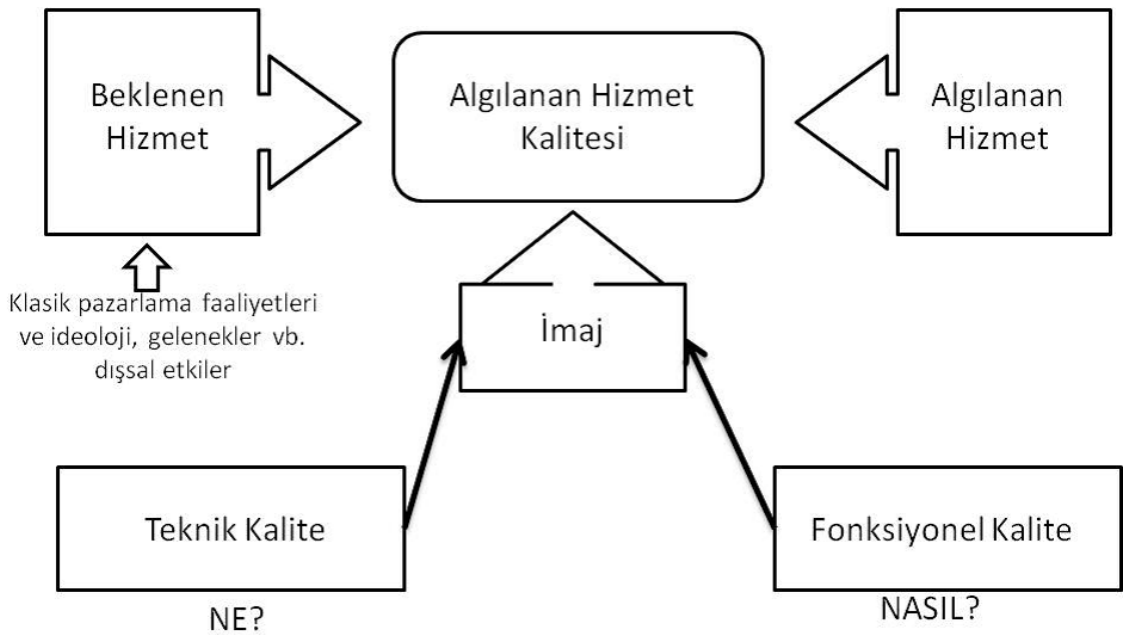 Beklenen
Hizmet
Algılanan Hizmet
Kalitesi
Algılanan
Hizmet
Klasik pazarlama faaliyetleri
ve ideoloji, gelenekler vb.
dışsal etkiler
İmaj
Teknik Kalite
Fonksiyonel Kalite
NE?
NASIL?